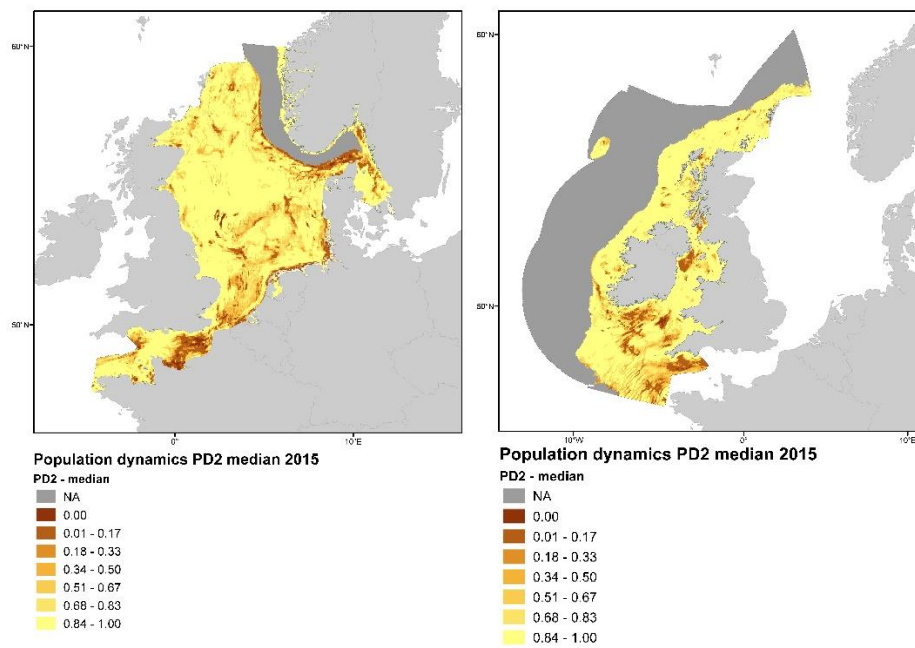 60°N
50°N
0°
10°E
Population dynamics PD2 median 2015
PD2 - median
NA
0.00
0.01 - 0.17
0.18 - 0.33
0.34 - 0.50
0.51 - 0.67
0.68 - 0.83
0.84 - 1.00
60°N
50°N
10°W
0°
10°E
Population dynamics PD2 median 2015
PD2 - median
NA
0.00
0.01 - 0.17
0.18 - 0.33
0.34 - 0.50
0.51 - 0.67
0.68 - 0.83
0.84 - 1.00